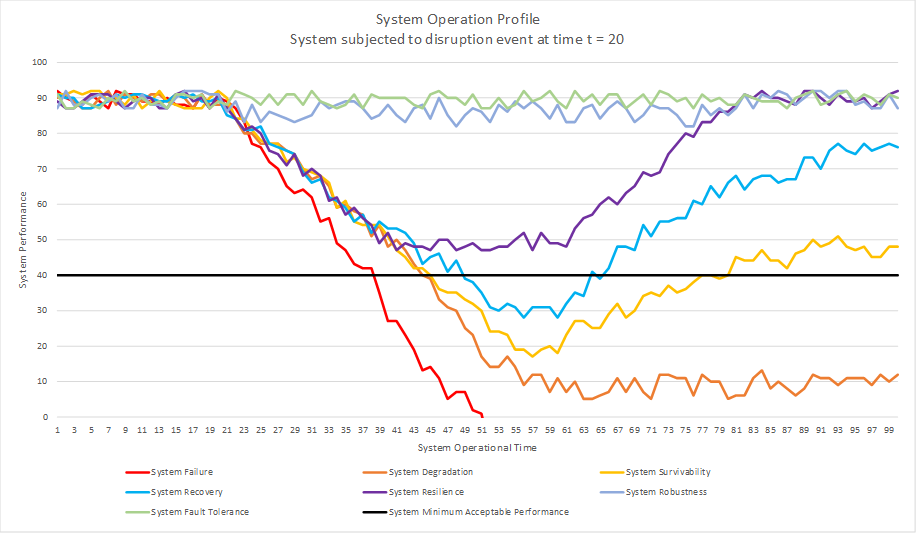 System Operation Profile
System subjected to disruption event at time t = 20
100
90
80
70
60
50
40
30
20
10
0
System Performance
1 3 5 7 9 11 13 15 17 19 21 23 25 27 29 31 33 35 37 39 41 43 45 47 49 51 53 55 57 59 61 63 65 67 69 71 73 75 77 79 81 83 85 87 89 91 93 95 97 99
System Operational Time
System Failure System Degradation System Survivability
System Recovery System Resilience System Robustness
System Fault Tolerance System Minimum Acceptable Performance